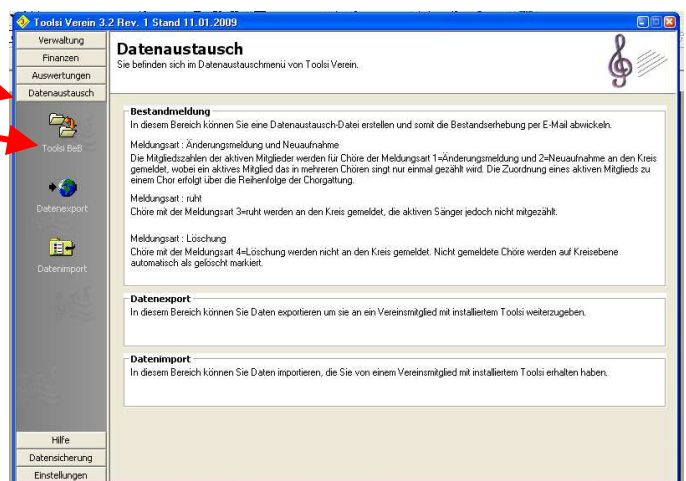 Toolsi Verein 3.2 Rev. 1 Stand 11.01.2009
Verwaltung
Finanzen
Auswertungen
Datenaustausch
Toolsi BeB
Datenexport
Datenimport
Hilfe
Datensicherung
Einstellungen
Datenaustausch
Sie befinden sich im Datenaustauschmenü von Toolsi Verein.
Bestandmeldung
In diesem Bereich können Sie eine Datenaustausch-Datei erstellen und somit die Bestandserhebung per E-Mail abwickeln.
Meldungsart : Änderungsmeldung und Neuaufnahme
Die Mitgliedszahlen der aktiven Mitglieder werden für Chöre der Meldungsart 1=Änderungsmeldung und 2=Neuaufnahme an den Kreis
gemeldet, wobei ein aktives Mitglied das in mehreren Chören singt nur einmal gezählt wird. Die Zuordnung eines aktiven Mitglieds zu
einem Chor erfolgt über die Reihenfolge der Chorgattung.
Meldungsart : ruht
Chöre mit der Meldungsart 3=ruht werden an den Kreis gemeldet, die aktiven Sänger jedoch nicht mitgezählt.
Meldungsart : Löschung
Chöre mit der Meldungsart 4=Löschung werden nicht an den Kreis gemeldet. Nicht gemeldete Chöre werden auf Kreisebene
automatisch als gelöscht markiert.
Datenexport
In diesem Bereich können Sie Daten exportieren um sie an ein Vereinsmitglied mit installiertem Toolsi weiterzugeben.
Datenimport
In diesem Bereich können Sie Daten importieren, die Sie von einem Vereinsmitglied mit installiertem Toolsi erhalten haben.